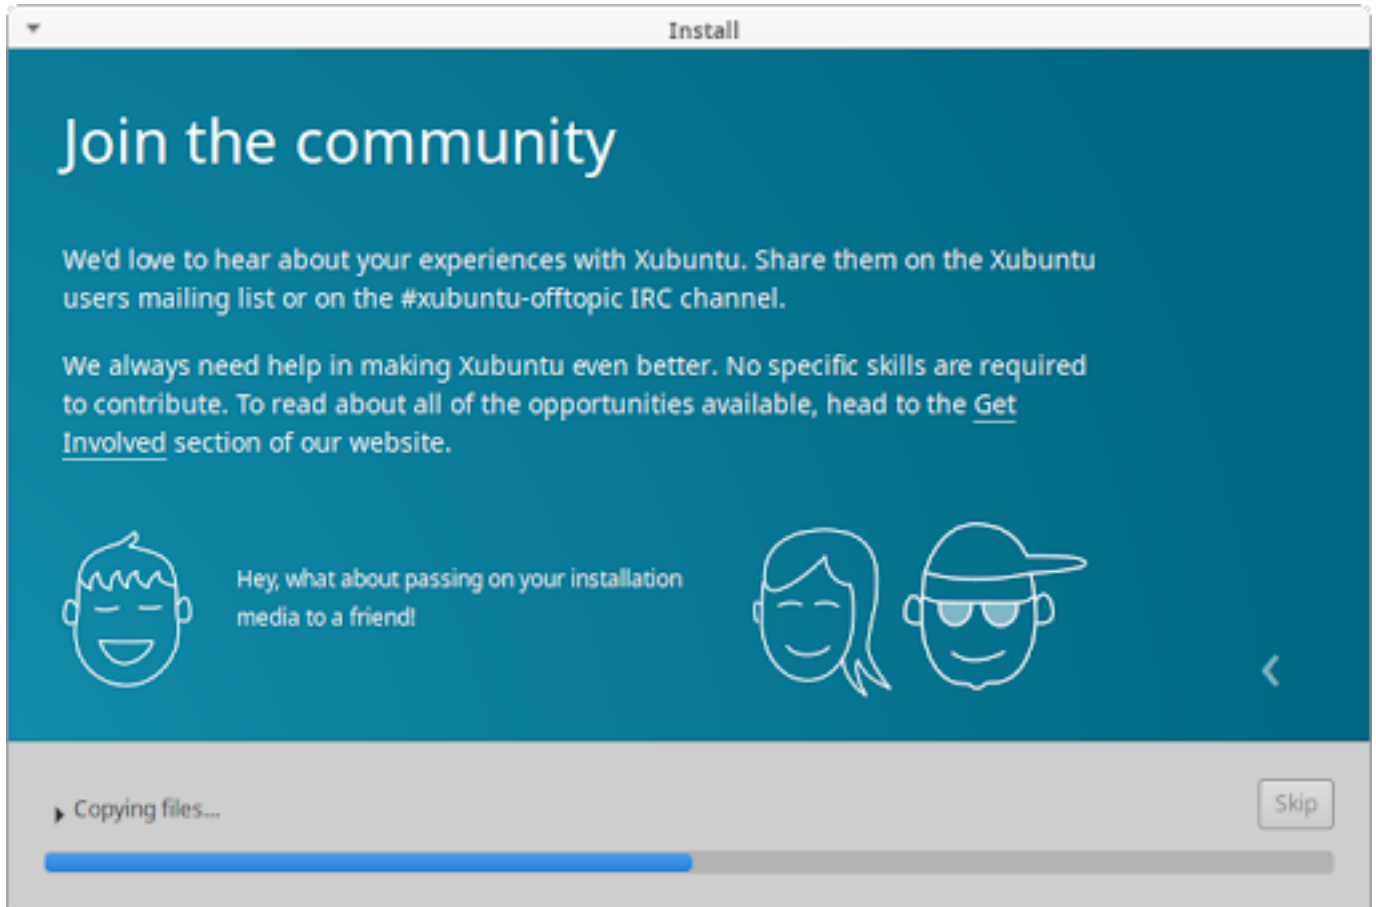 Install
Join the community
We'd love to hear about your experiences with Xubuntu. Share them on the Xubuntu
users mailing list or on the #xubuntu-offtopic IRC channel.
We always need help in making Xubuntu even better. No specific skills are required
to contribute. To read about all of the opportunities available, head to the Get
Involved section of our website.
Hey, what about passing on your installation
media to a friend!
Copying files...
Skip